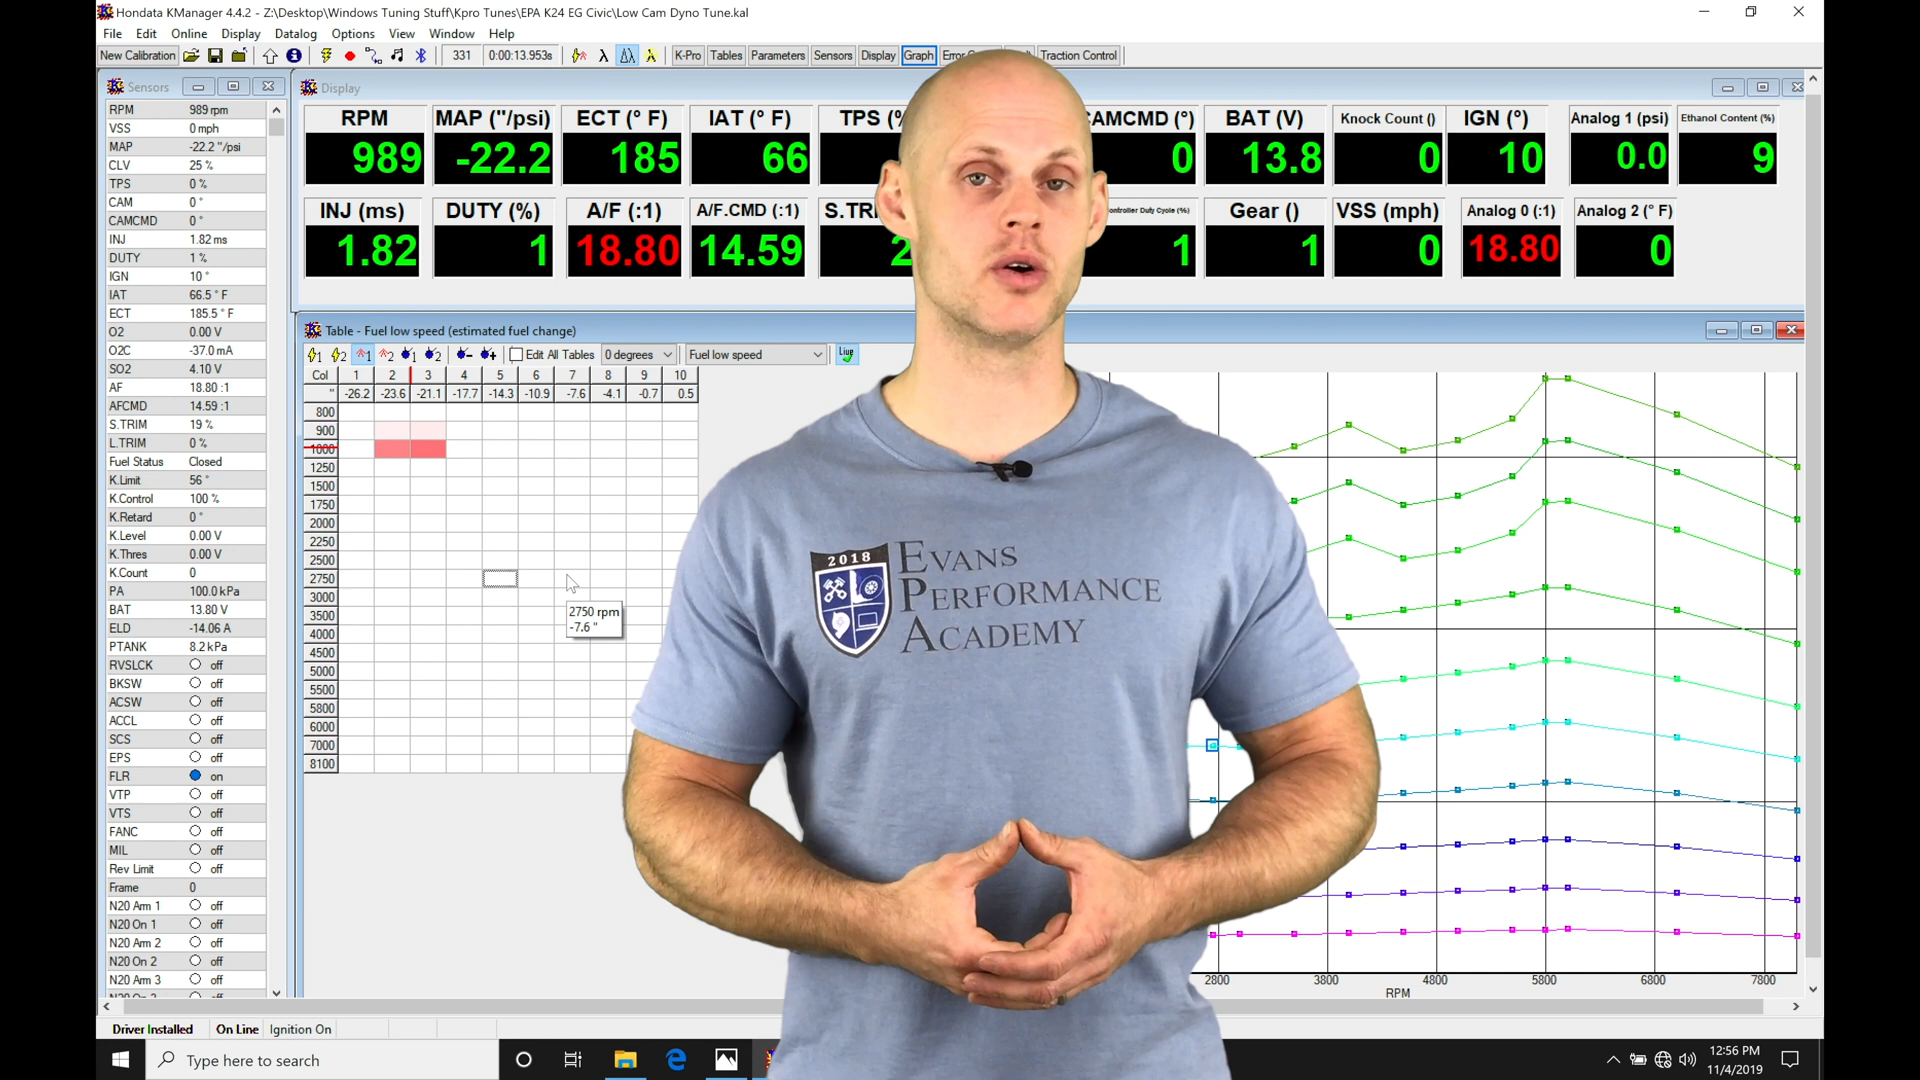 Hondata KManager 4.4.2 - Z:\Desktop\Windows Tuning Stuff\Kpro Tunes\EPA K24 EG Civic\Low Cam Dyno Tune.kal
File Edit Online Display Datalog Options View Window Help
New Calibration 331 0:00:13.953s K-Pro Tables Parameters Sensors Display Graph Traction Control
Sensors
RPM 989 rpm
VSS 0 mph
MAP -22.2 "/psi
CLV 25 %
TPS 0 %
CAM 0 °
CAMCMD 0 °
INJ 1.82 ms
DUTY 1 %
IGN 10 °
IAT 66.5 ° F
ECT 185.5 ° F
O2 0.00 V
O2C -37.0 mA
SO2 4.10 V
AF 18.80 :1
AFCMD 14.59 :1
S.TRIM 19 %
L.TRIM 0 %
Fuel Status Closed
K.Limit 56 °
K.Control 100 %
K.Retard 0 °
K.Level 0.00 V
K.Thres 0.00 V
K.Count 0
PA 100.0 kPa
BAT 13.80 V
ELD -14.06 A
PTANK 8.2 kPa
RVSLCK off
BKSW off
ACSW off
ACCL off
SCS off
EPS off
FLR on
VTP off
VTS off
FANC off
MIL off
Rev Limit off
Frame 0
N20 Arm 1 off
N20 On 1 off
N20 Arm 2 off
N20 On 2 off
N20 Arm 3 off
Display
RPM MAP ("/psi) ECT (° F) IAT (° F) TPS (% CAMCMD (°) BAT (V) Knock Count () IGN (°) Analog 1 (psi) Ethanol Content (%)
989 -22.2 185 66 0 13.8 0 10 0.0 9
INJ (ms) DUTY (%) A/F (:1) A/F.CMD (:1) S.TRI ontroller Duty Cycle (%) Gear () VSS (mph) Analog 0 (:1) Analog 2 (° F)
1.82 1 18.80 14.59 2 1 1 0 18.80 0
Table - Fuel low speed (estimated fuel change)
Edit All Tables 0 degrees Fuel low speed Live
Col 1 2 3 4 5 6 7 8 9 10
" -26.2 -23.6 -21.1 -17.7 -14.3 -10.9 -7.6 -4.1 -0.7 0.5
800
900
1000
1250
1500
1750
2000
2250
2500
2750
3000
3500
4000
4500
5000
5500
5800
6000
7000
8100
2750 rpm
-7.6 "
2018
EVANS
PERFORMANCE
ACADEMY
2800 3800 4800 5800 6800 7800
RPM
Driver Installed On Line Ignition On
Type here to search
12:56 PM
11/4/2019